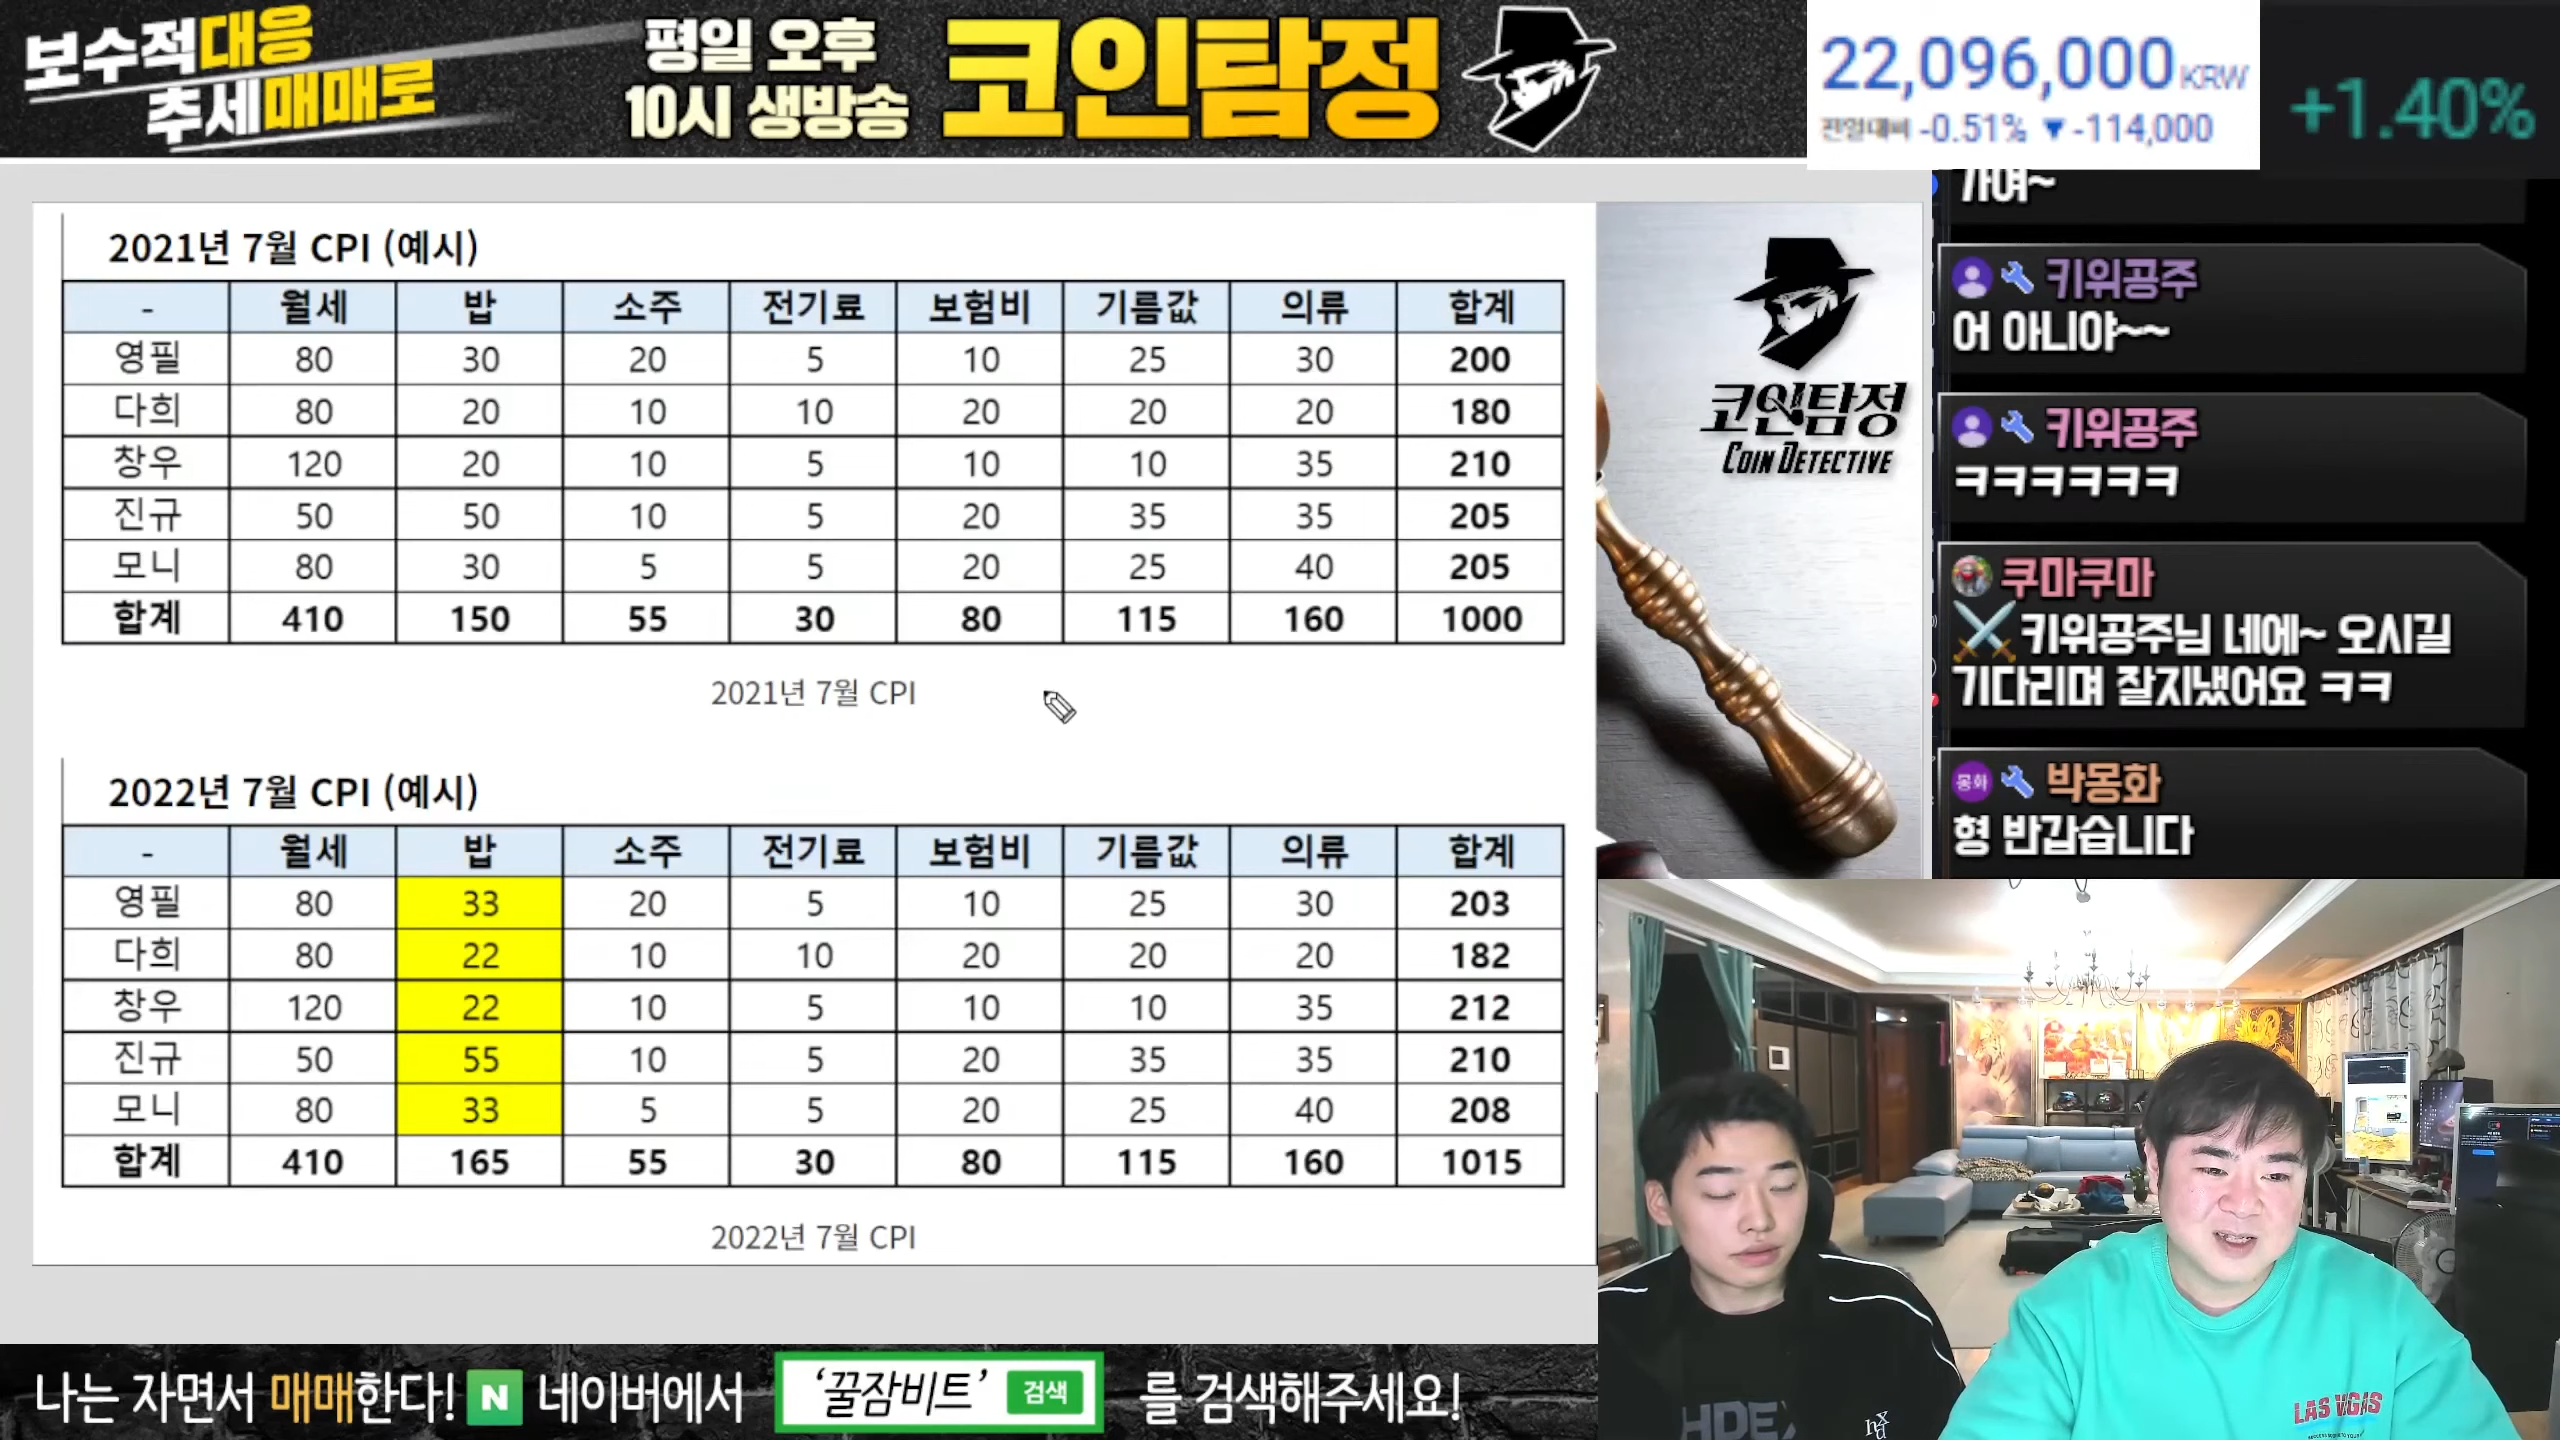 보수적대응
추세매매로
평일 오후
10시 생방송
코인탐정
22,096,000 KRW
전일대비 -0.51% ▼ -114,000
+1.40%
2021년 7월 CPI (예시)
- 월세 밥 소주 전기료 보험비 기름값 의류 합계
영필 80 30 20 5 10 25 30 200
다희 80 20 10 10 20 20 20 180
창우 120 20 10 5 10 10 35 210
진규 50 50 10 5 20 35 35 205
모니 80 30 5 5 20 25 40 205
합계 410 150 55 30 80 115 160 1000
2021년 7월 CPI
2022년 7월 CPI (예시)
- 월세 밥 소주 전기료 보험비 기름값 의류 합계
영필 80 33 20 5 10 25 30 203
다희 80 22 10 10 20 20 20 182
창우 120 22 10 5 10 10 35 212
진규 50 55 10 5 20 35 35 210
모니 80 33 5 5 20 25 40 208
합계 410 165 55 30 80 115 160 1015
2022년 7월 CPI
코인탐정
COIN DETECTIVE
키위공주
어 아니야~~
키위공주
ㅋㅋㅋㅋㅋㅋ
쿠마쿠마
키위공주님 네에~ 오시길
기다리며 잘지냈어요 ㅋㅋ
몽화 박몽화
형 반갑습니다
LAS VEGAS
나는 자면서 매매한다! N 네이버에서 '꿀잠비트' 검색 를 검색해주세요!